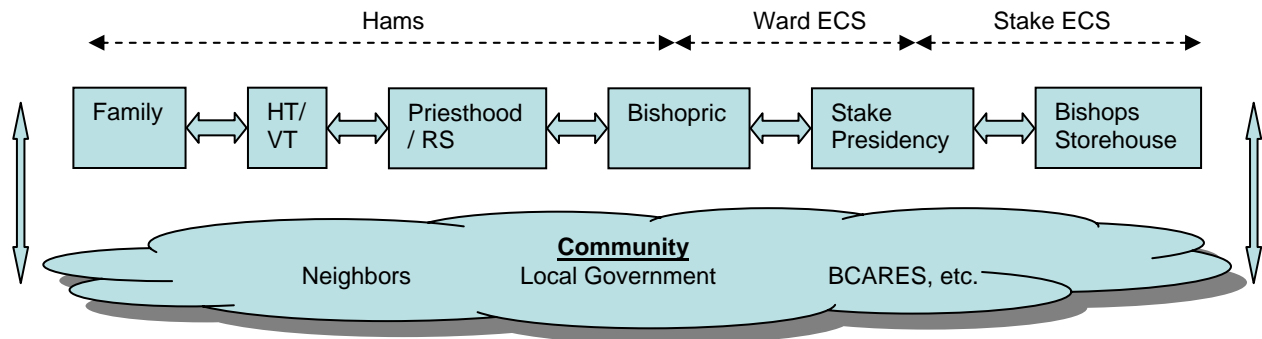 Hams Ward ECS Stake ECS
Family
HT/
VT
Priesthood
/ RS
Bishopric
Stake
Presidency
Bishops
Storehouse
Community
Neighbors Local Government BCARES, etc.